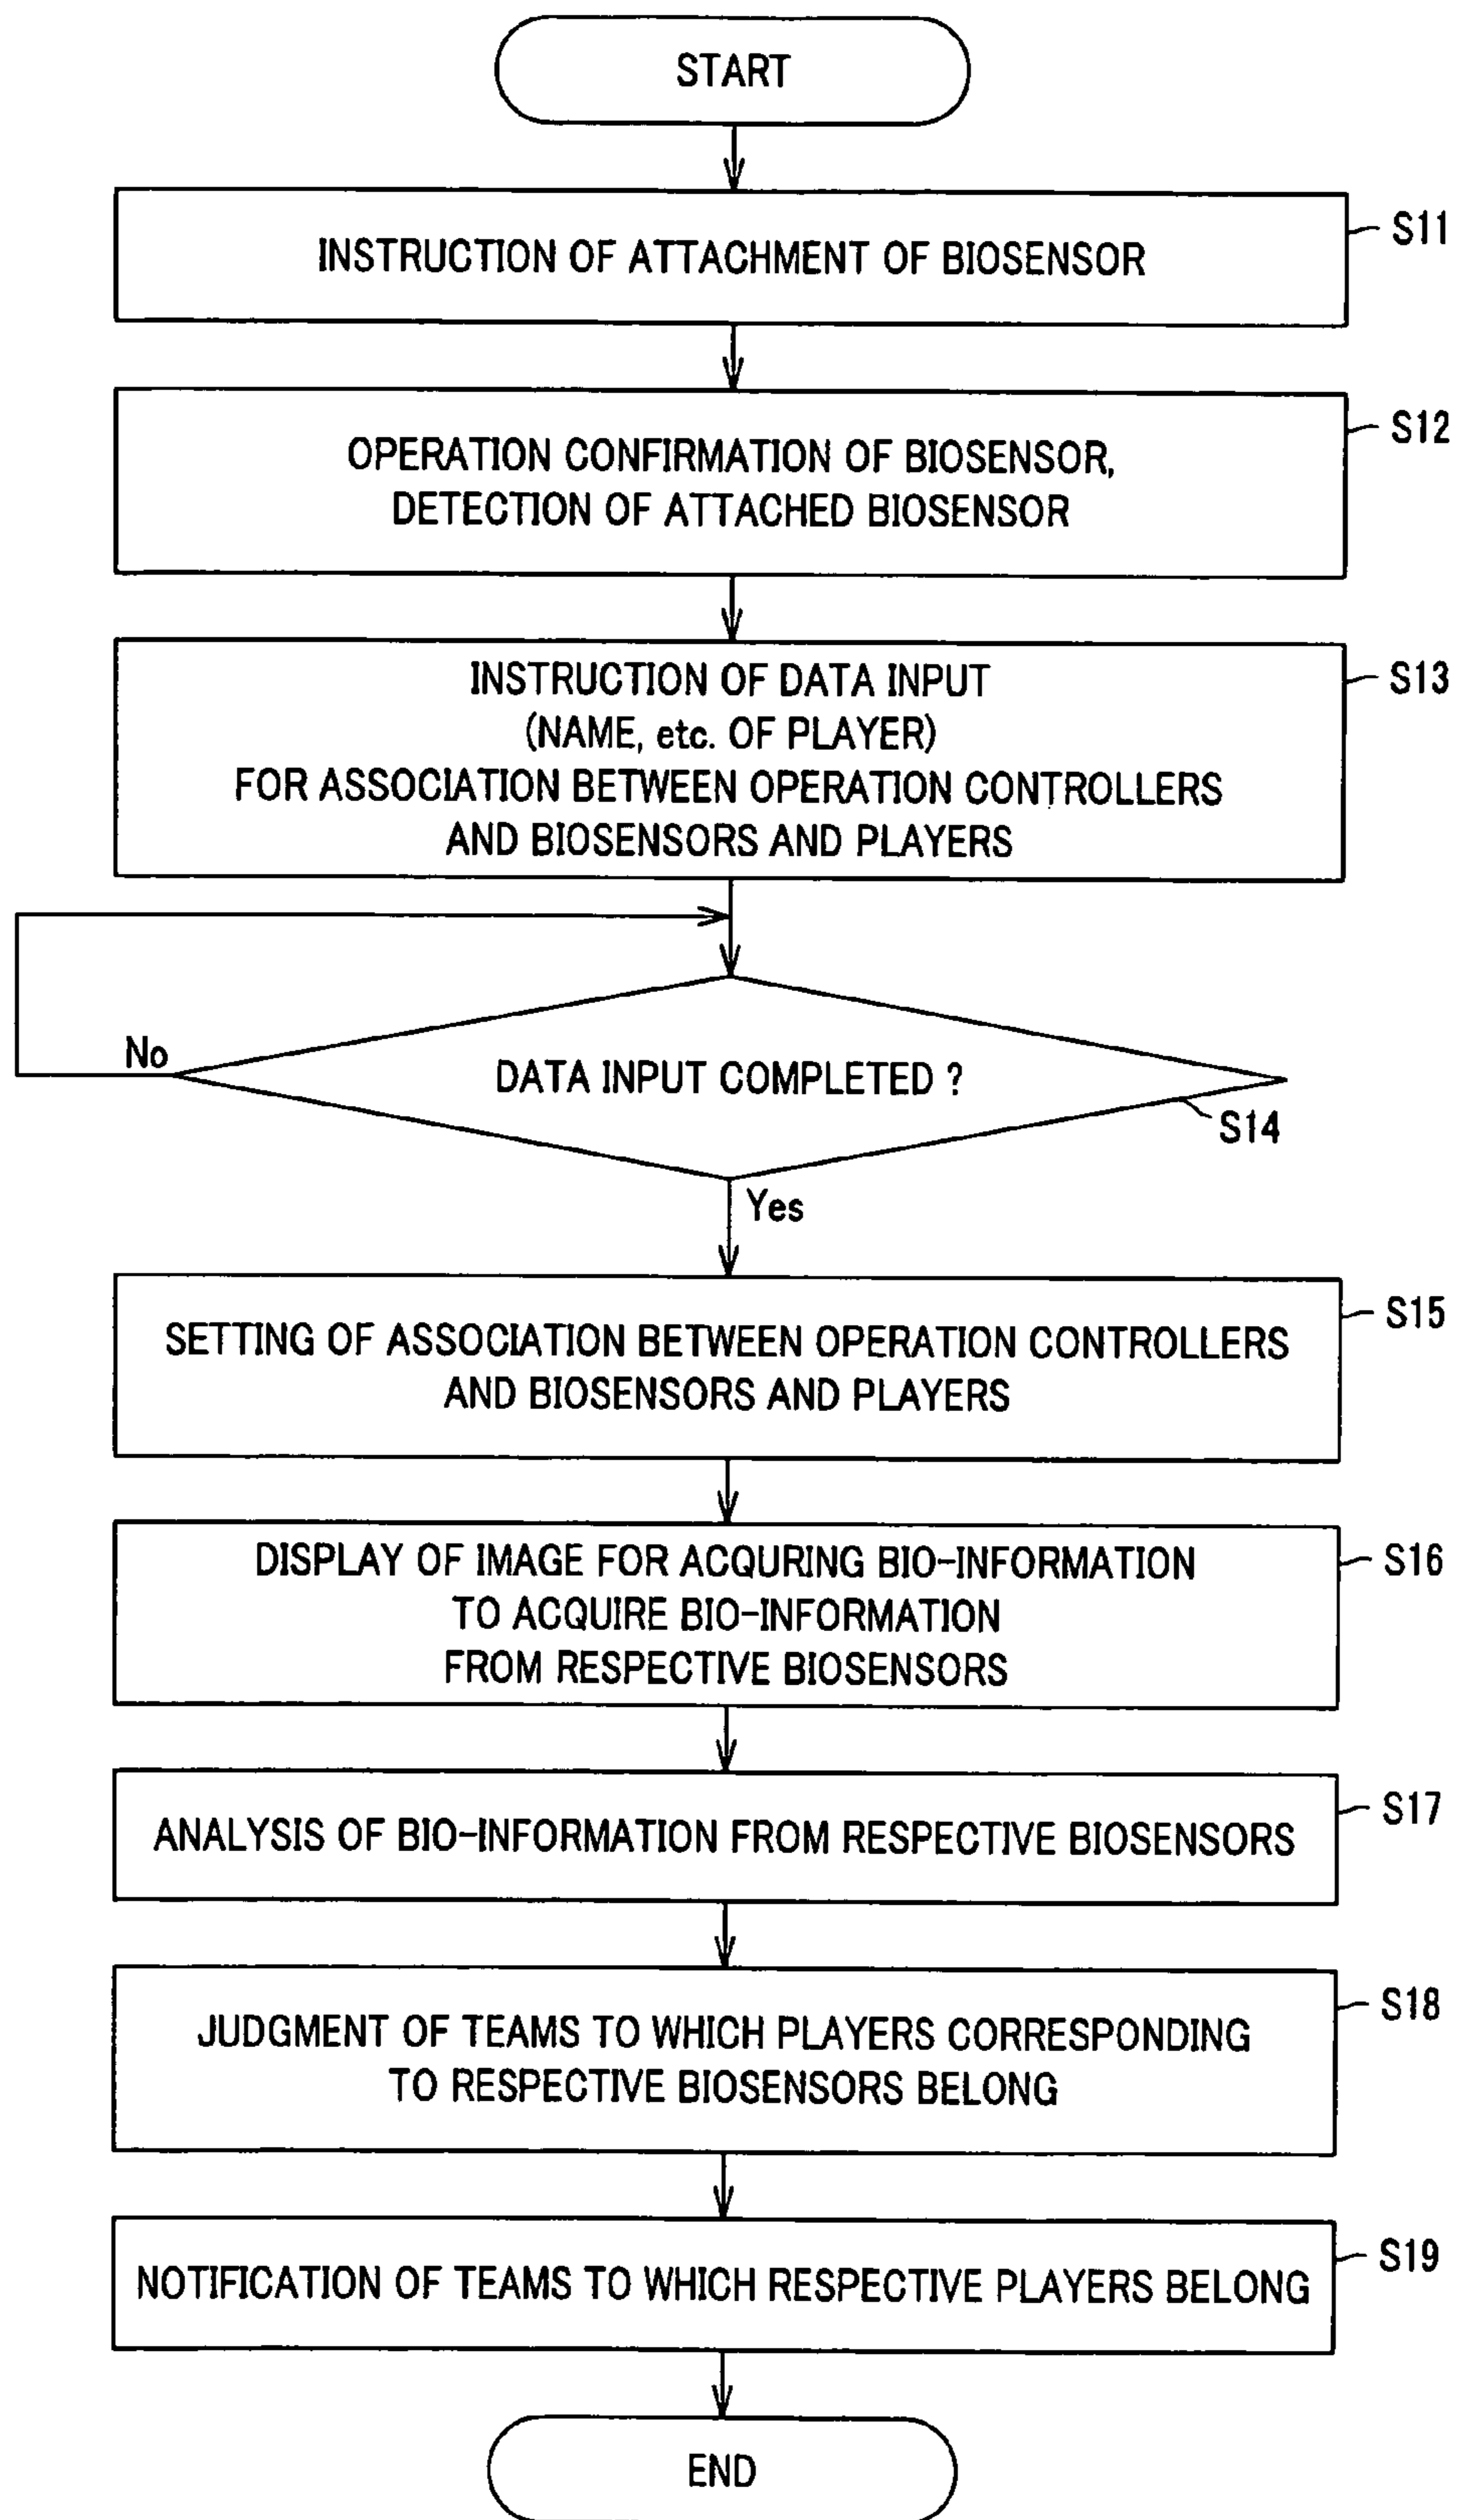 START
INSTRUCTION OF ATTACHMENT OF BIOSENSOR
S11
OPERATION CONFIRMATION OF BIOSENSOR,
DETECTION OF ATTACHED BIOSENSOR
S12
INSTRUCTION OF DATA INPUT
(NAME, etc. OF PLAYER)
FOR ASSOCIATION BETWEEN OPERATION CONTROLLERS
AND BIOSENSORS AND PLAYERS
S13
No
DATA INPUT COMPLETED ?
S14
Yes
SETTING OF ASSOCIATION BETWEEN OPERATION CONTROLLERS
AND BIOSENSORS AND PLAYERS
S15
DISPLAY OF IMAGE FOR ACQURING BIO-INFORMATION
TO ACQUIRE BIO-INFORMATION
FROM RESPECTIVE BIOSENSORS
S16
ANALYSIS OF BIO-INFORMATION FROM RESPECTIVE BIOSENSORS
S17
JUDGMENT OF TEAMS TO WHICH PLAYERS CORRESPONDING
TO RESPECTIVE BIOSENSORS BELONG
S18
NOTIFICATION OF TEAMS TO WHICH RESPECTIVE PLAYERS BELONG
S19
END